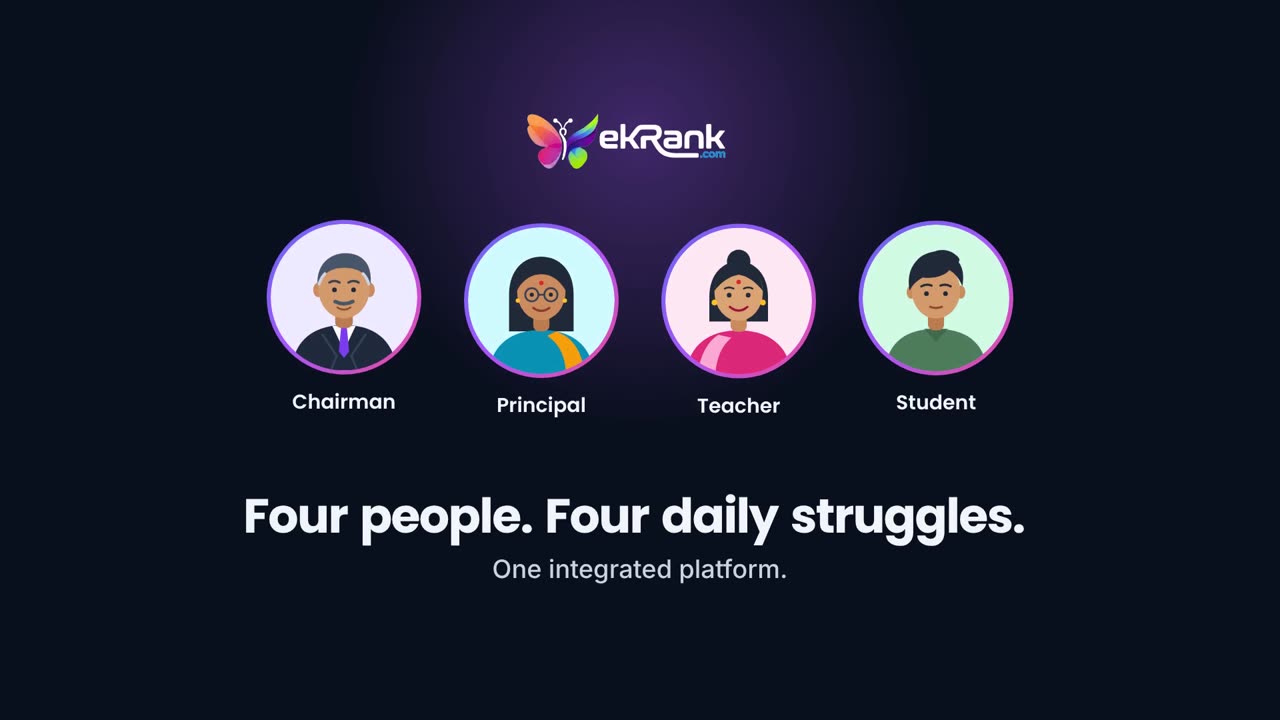 ekRank
.com
Chairman
Principal
Teacher
Student
Four people. Four daily struggles.
One integrated platform.